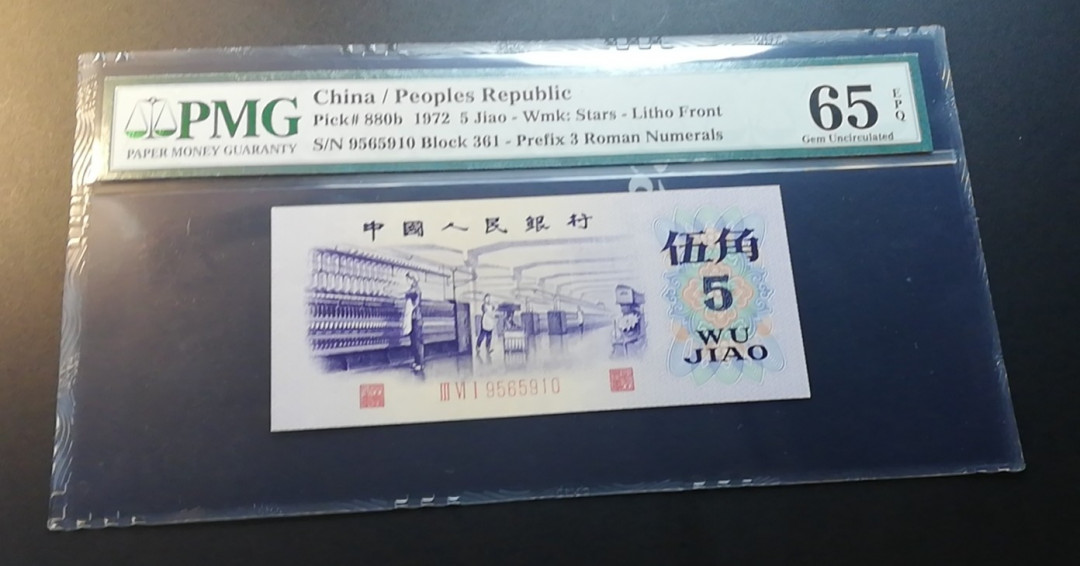 PMG
PAPER MONEY GUARANTY
China / Peoples Republic
Pick# 880b 1972 5 Jiao - Wmk: Stars - Litho Front
S/N 9565910 Block 361 - Prefix 3 Roman Numerals
65 EPQ
Gem Uncirculated
中國人民銀行
伍角
5
WU
JIAO
III VI I 9565910